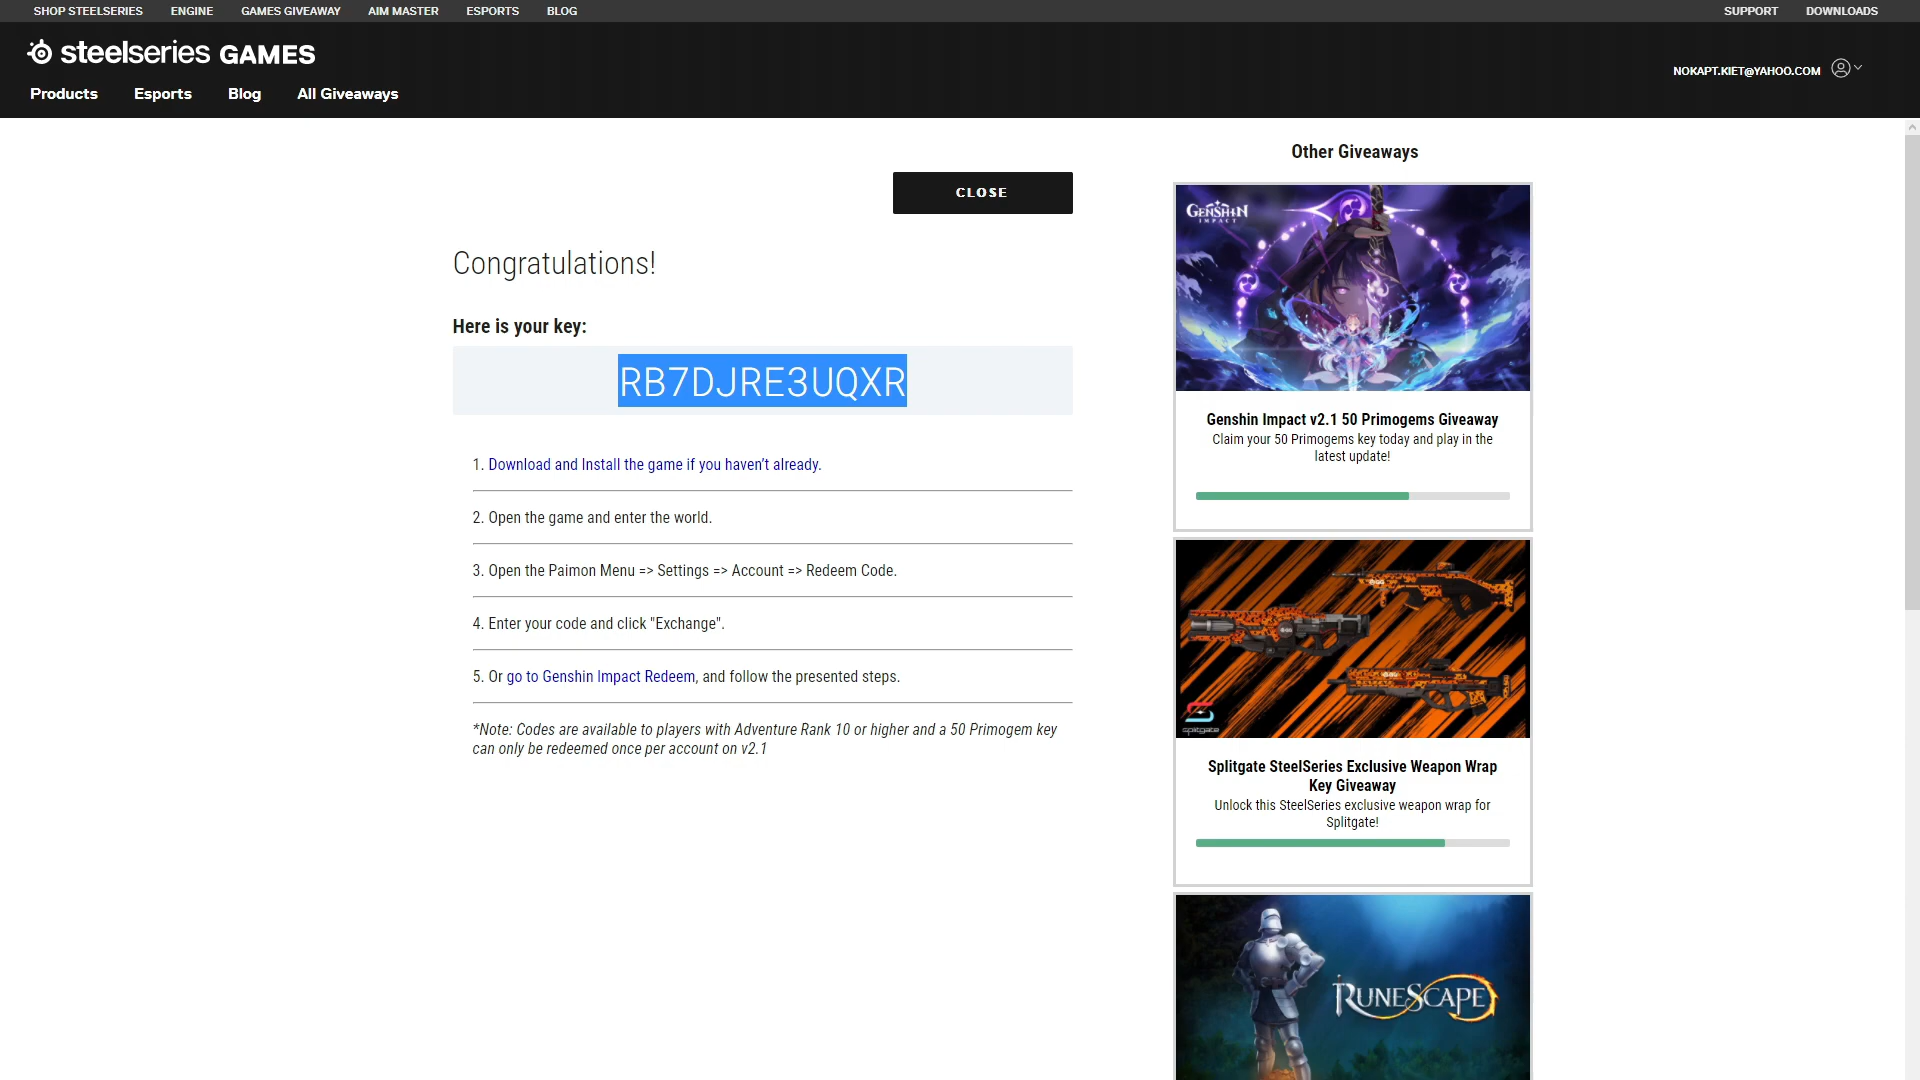 SHOP STEELSERIES ENGINE GAMES GIVEAWAY AIM MASTER ESPORTS BLOG SUPPORT DOWNLOADS
steelseries GAMES
NOKAPT.KIET@YAHOO.COM
Products Esports Blog All Giveaways
Other Giveaways
CLOSE
GENSHIN
IMPACT
Congratulations!
Here is your key:
RB7DJRE3UQXR
Genshin Impact v2.1 50 Primogems Giveaway
Claim your 50 Primogems key today and play in the
latest update!
1. Download and Install the game if you haven’t already.
2. Open the game and enter the world.
3. Open the Paimon Menu => Settings => Account => Redeem Code.
4. Enter your code and click "Exchange".
5. Or go to Genshin Impact Redeem, and follow the presented steps.
*Note: Codes are available to players with Adventure Rank 10 or higher and a 50 Primogem key
can only be redeemed once per account on v2.1
splitgate
Splitgate SteelSeries Exclusive Weapon Wrap
Key Giveaway
Unlock this SteelSeries exclusive weapon wrap for
Splitgate!
RUNESCAPE